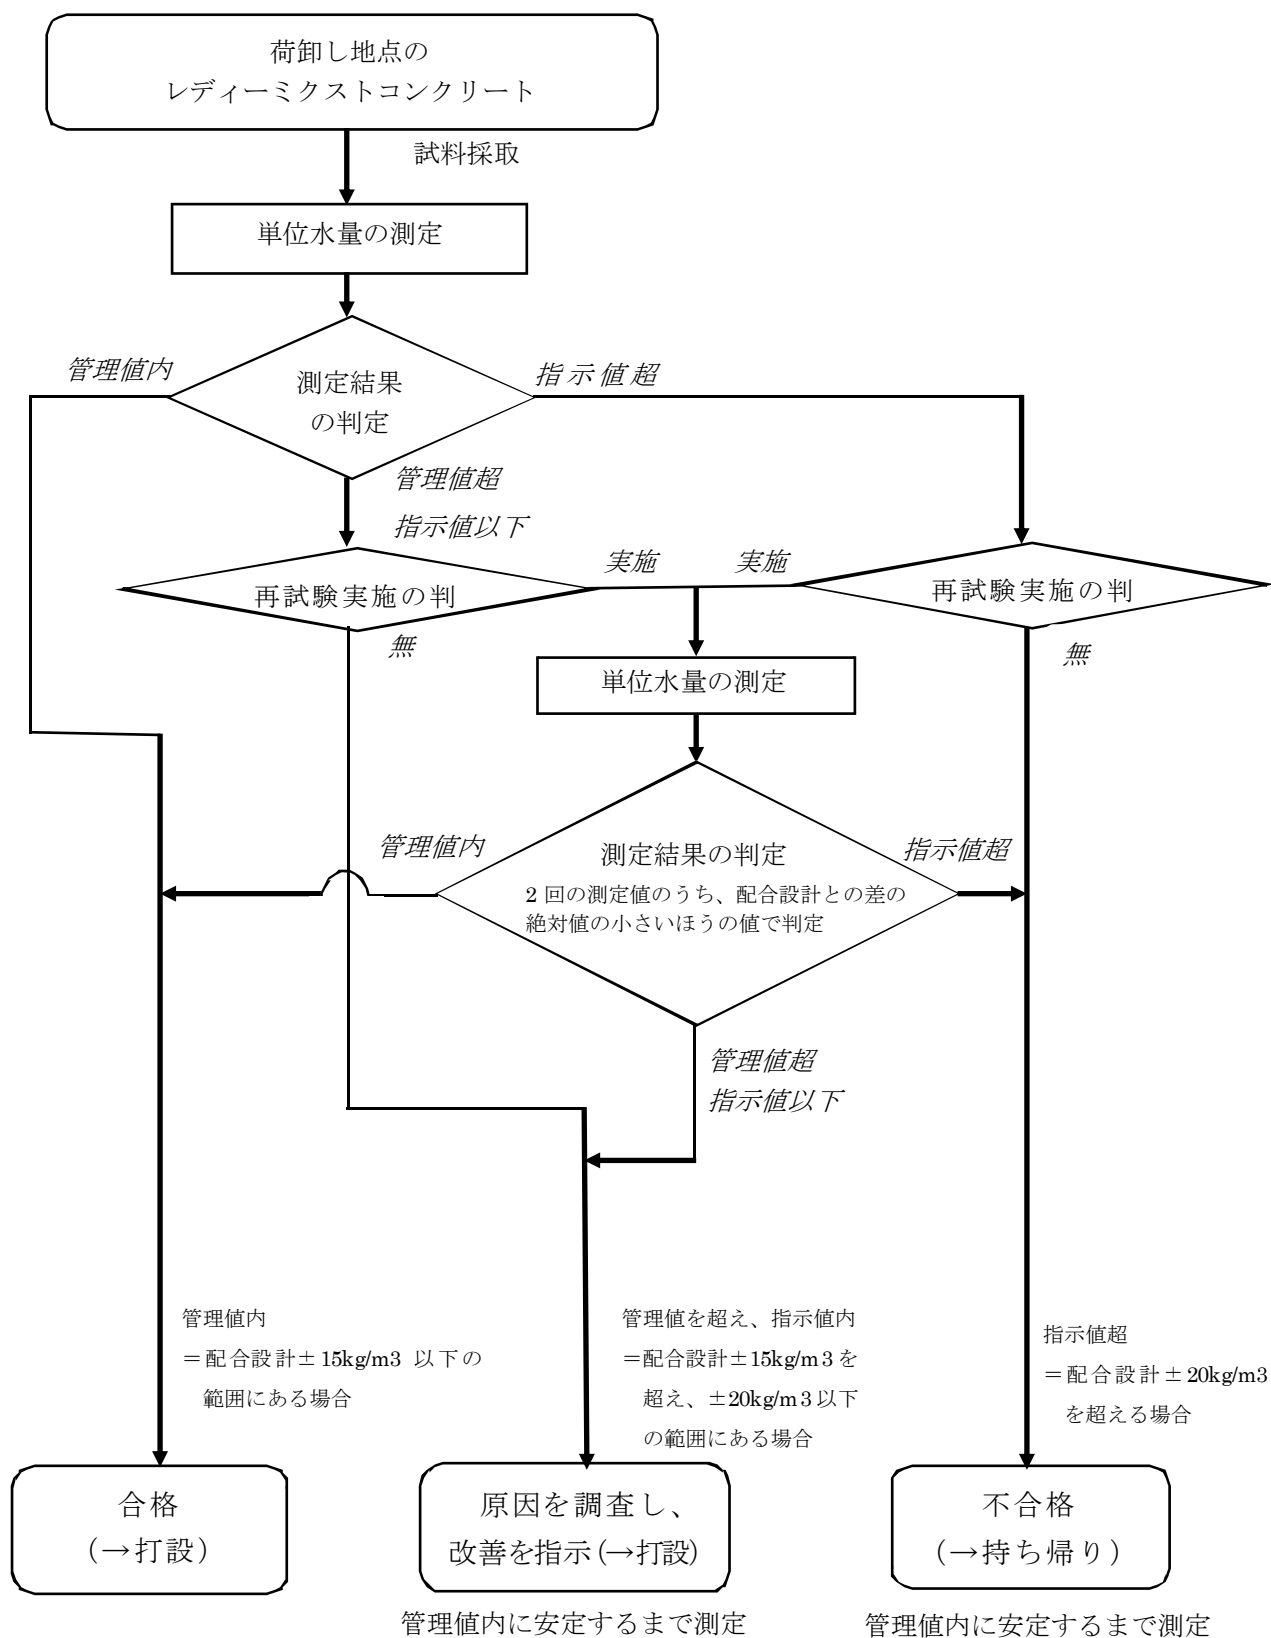 荷卸し地点の
レディーミクストコンクリート
試料採取
単位水量の測定
管理値内
指示値超
測定結果
の判定
管理値超
指示値以下
実施
実施
再試験実施の判
再試験実施の判
無
無
単位水量の測定
管理値内
指示値超
測定結果の判定
2 回の測定値のうち、配合設計との差の
絶対値の小さいほうの値で判定
管理値超
指示値以下
管理値内
＝配合設計±15kg/m3 以下の
範囲にある場合
管理値を超え、指示値内
＝配合設計±15kg/m3を
超え、±20kg/m3以下
の範囲にある場合
指示値超
＝配合設計±20kg/m3
を超える場合
合格
(→打設)
原因を調査し、
改善を指示(→打設)
不合格
(→持ち帰り)
管理値内に安定するまで測定
管理値内に安定するまで測定